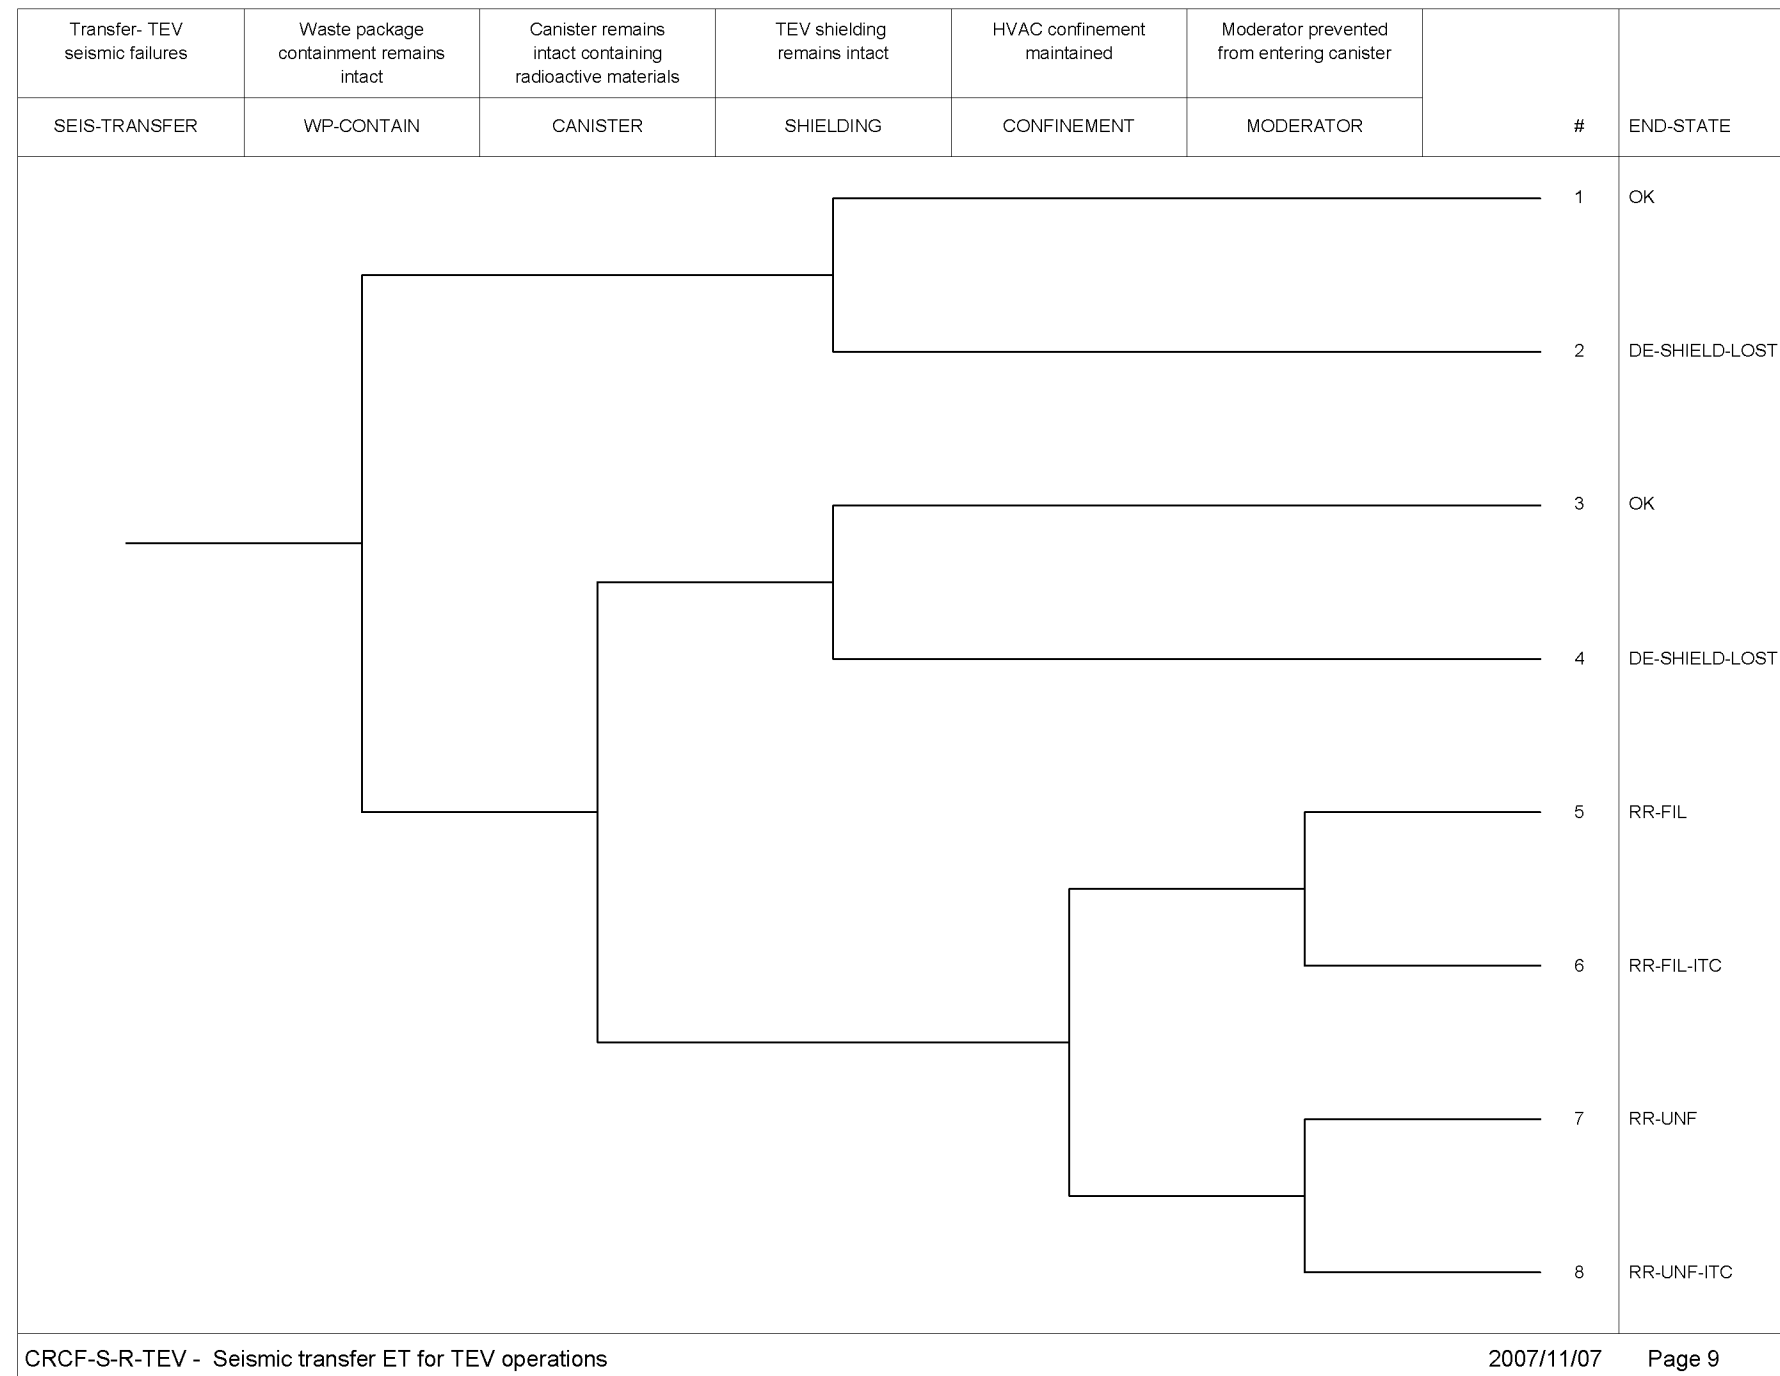 Transfer- TEV
seismic failures
Waste package
containment remains
intact
Canister remains
intact containing
radioactive materials
TEV shielding
remains intact
HVAC confinement
maintained
Moderator prevented
from entering canister
SEIS-TRANSFER
WP-CONTAIN
CANISTER
SHIELDING
CONFINEMENT
MODERATOR
#
END-STATE
1 OK
2 DE-SHIELD-LOST
3 OK
4 DE-SHIELD-LOST
5 RR-FIL
6 RR-FIL-ITC
7 RR-UNF
8 RR-UNF-ITC
CRCF-S-R-TEV - Seismic transfer ET for TEV operations 2007/11/07 Page 9